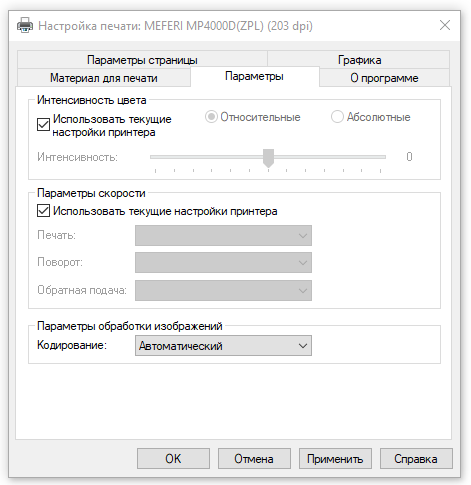 Настройка печати: MEFERI MP4000D(ZPL) (203 dpi)
Параметры страницы
Графика
Материал для печати
Параметры
О программе
Интенсивность цвета
Использовать текущие
настройки принтера
Относительные
Абсолютные
Интенсивность:
0
Параметры скорости
Использовать текущие настройки принтера
Печать:
Поворот:
Обратная подача:
Параметры обработки изображений
Кодирование:
Автоматический
OK
Отмена
Применить
Справка